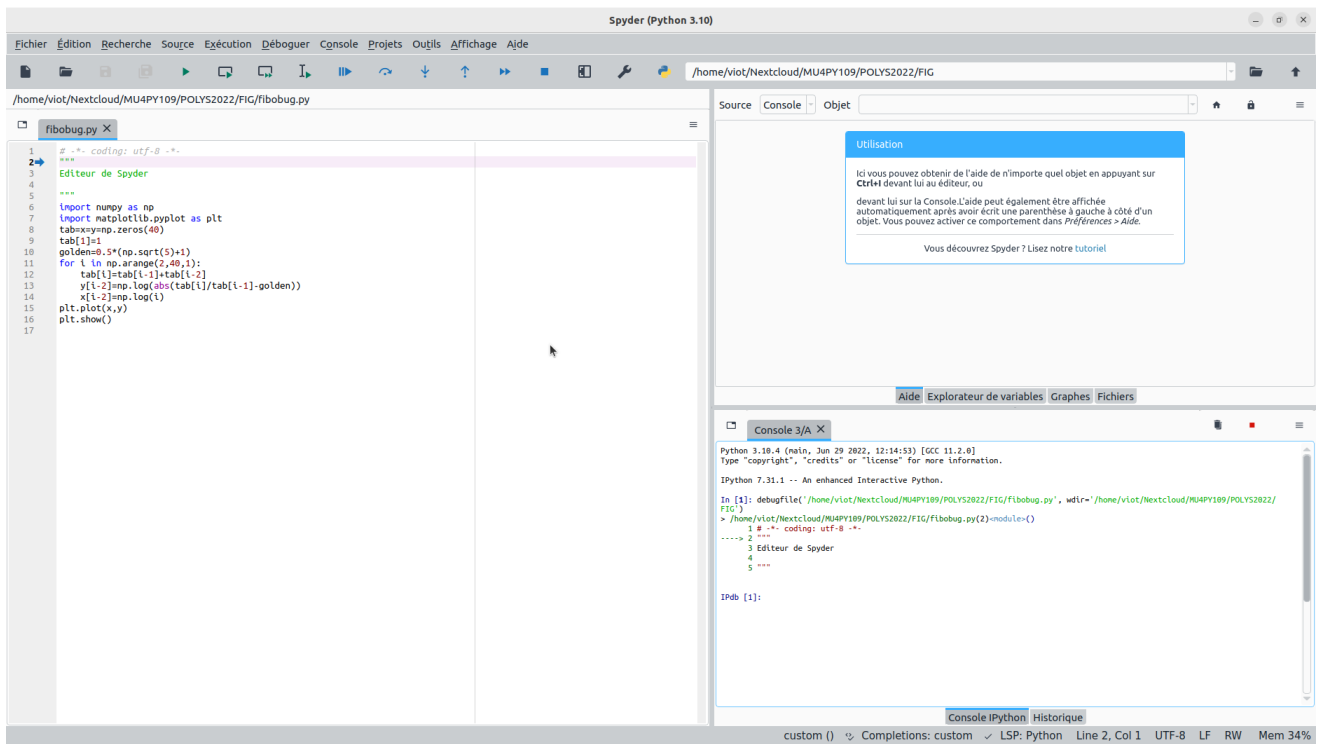 Spyder (Python 3.10)
Fichier Édition Recherche Source Exécution Déboguer Console Projets Outils Affichage Aide
/home/viot/Nextcloud/MU4PY109/POLYS2022/FIG
/home/viot/Nextcloud/MU4PY109/POLYS2022/FIG/fibobug.py
fibobug.py
1 # -*- coding: utf-8 -*-
2 """
3 Editeur de Spyder
4
5 """
6 import numpy as np
7 import matplotlib.pyplot as plt
8 tab=x=y=np.zeros(40)
9 tab[1]=1
10 golden=0.5*(np.sqrt(5)+1)
11 for i in np.arange(2,40,1):
12     tab[i]=tab[i-1]+tab[i-2]
13     y[i-2]=np.log(abs(tab[i]/tab[i-1]-golden))
14     x[i-2]=np.log(i)
15 plt.plot(x,y)
16 plt.show()
17
Source Console Objet
Utilisation
Ici vous pouvez obtenir de l'aide de n'importe quel objet en appuyant sur
Ctrl+I devant lui au éditeur, ou
devant lui sur la Console.L'aide peut également être affichée
automatiquement après avoir écrit une parenthèse à gauche à côté d'un
objet. Vous pouvez activer ce comportement dans Préférences > Aide.
Vous découvrez Spyder ? Lisez notre tutoriel
Aide Explorateur de variables Graphes Fichiers
Console 3/A
Python 3.10.4 (main, Jun 29 2022, 12:14:53) [GCC 11.2.0]
Type "copyright", "credits" or "license" for more information.
IPython 7.31.1 -- An enhanced Interactive Python.
In [1]: debugfile('/home/viot/Nextcloud/MU4PY109/POLYS2022/FIG/fibobug.py', wdir='/home/viot/Nextcloud/MU4PY109/POLYS2022/
FIG')
> /home/viot/Nextcloud/MU4PY109/POLYS2022/FIG/fibobug.py(2)<module>()
1 # -*- coding: utf-8 -*-
----> 2 """
3 Editeur de Spyder
4
5 """
IPdb [1]:
Console IPython Historique
custom () Completions: custom LSP: Python Line 2, Col 1 UTF-8 LF RW Mem 34%